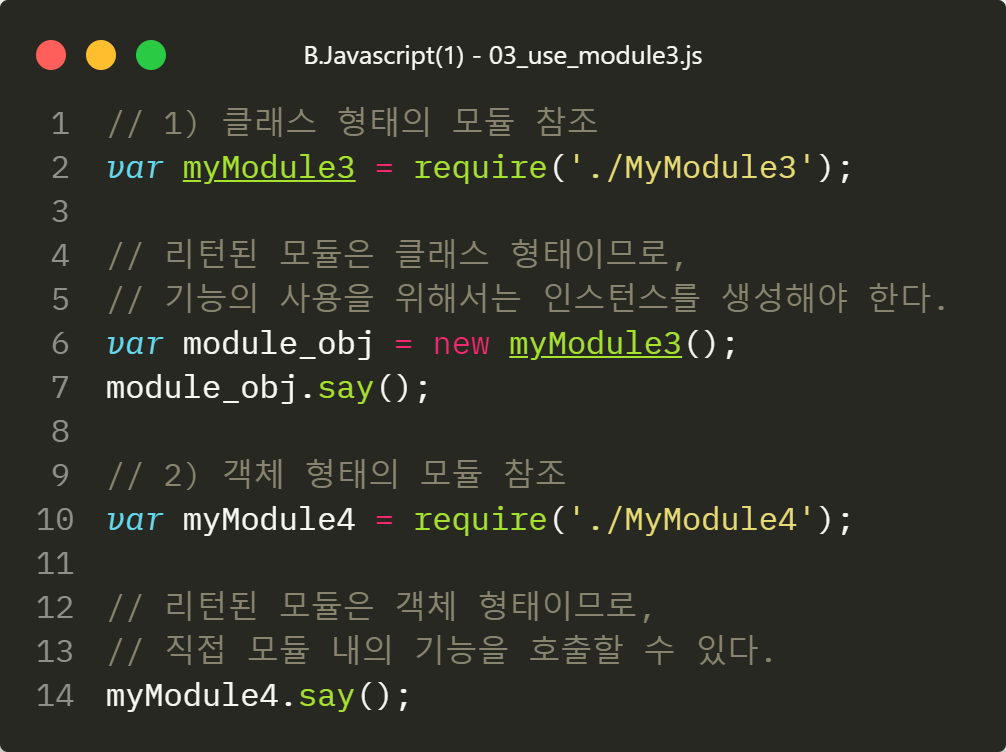 B.Javascript(1) - 03_use_module3.js
1 // 1) 클래스 형태의 모듈 참조
2 var myModule3 = require('./MyModule3');
3
4 // 리턴된 모듈은 클래스 형태이므로,
5 // 기능의 사용을 위해서는 인스턴스를 생성해야 한다.
6 var module_obj = new myModule3();
7 module_obj.say();
8
9 // 2) 객체 형태의 모듈 참조
10 var myModule4 = require('./MyModule4');
11
12 // 리턴된 모듈은 객체 형태이므로,
13 // 직접 모듈 내의 기능을 호출할 수 있다.
14 myModule4.say();